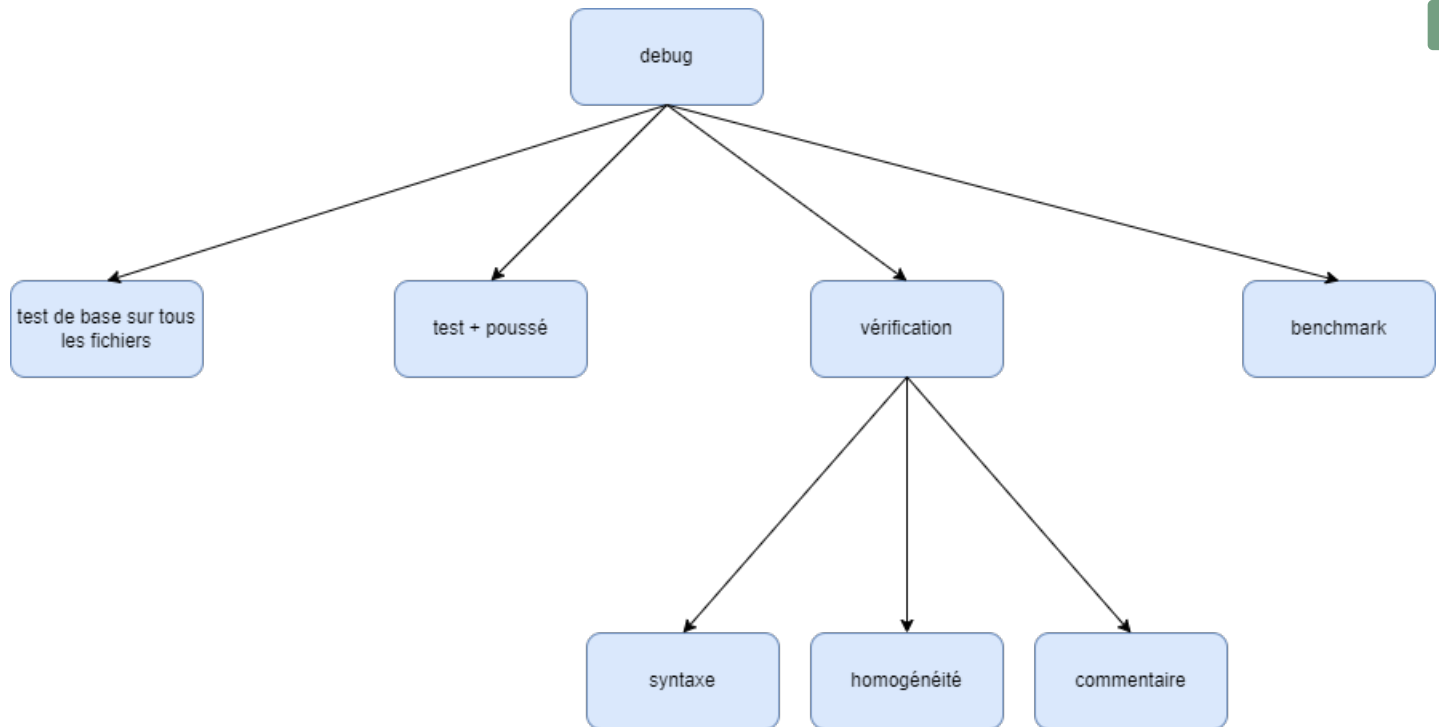 debug
test de base sur tous
les fichiers
test + poussé
vérification
benchmark
syntaxe
homogénéité
commentaire